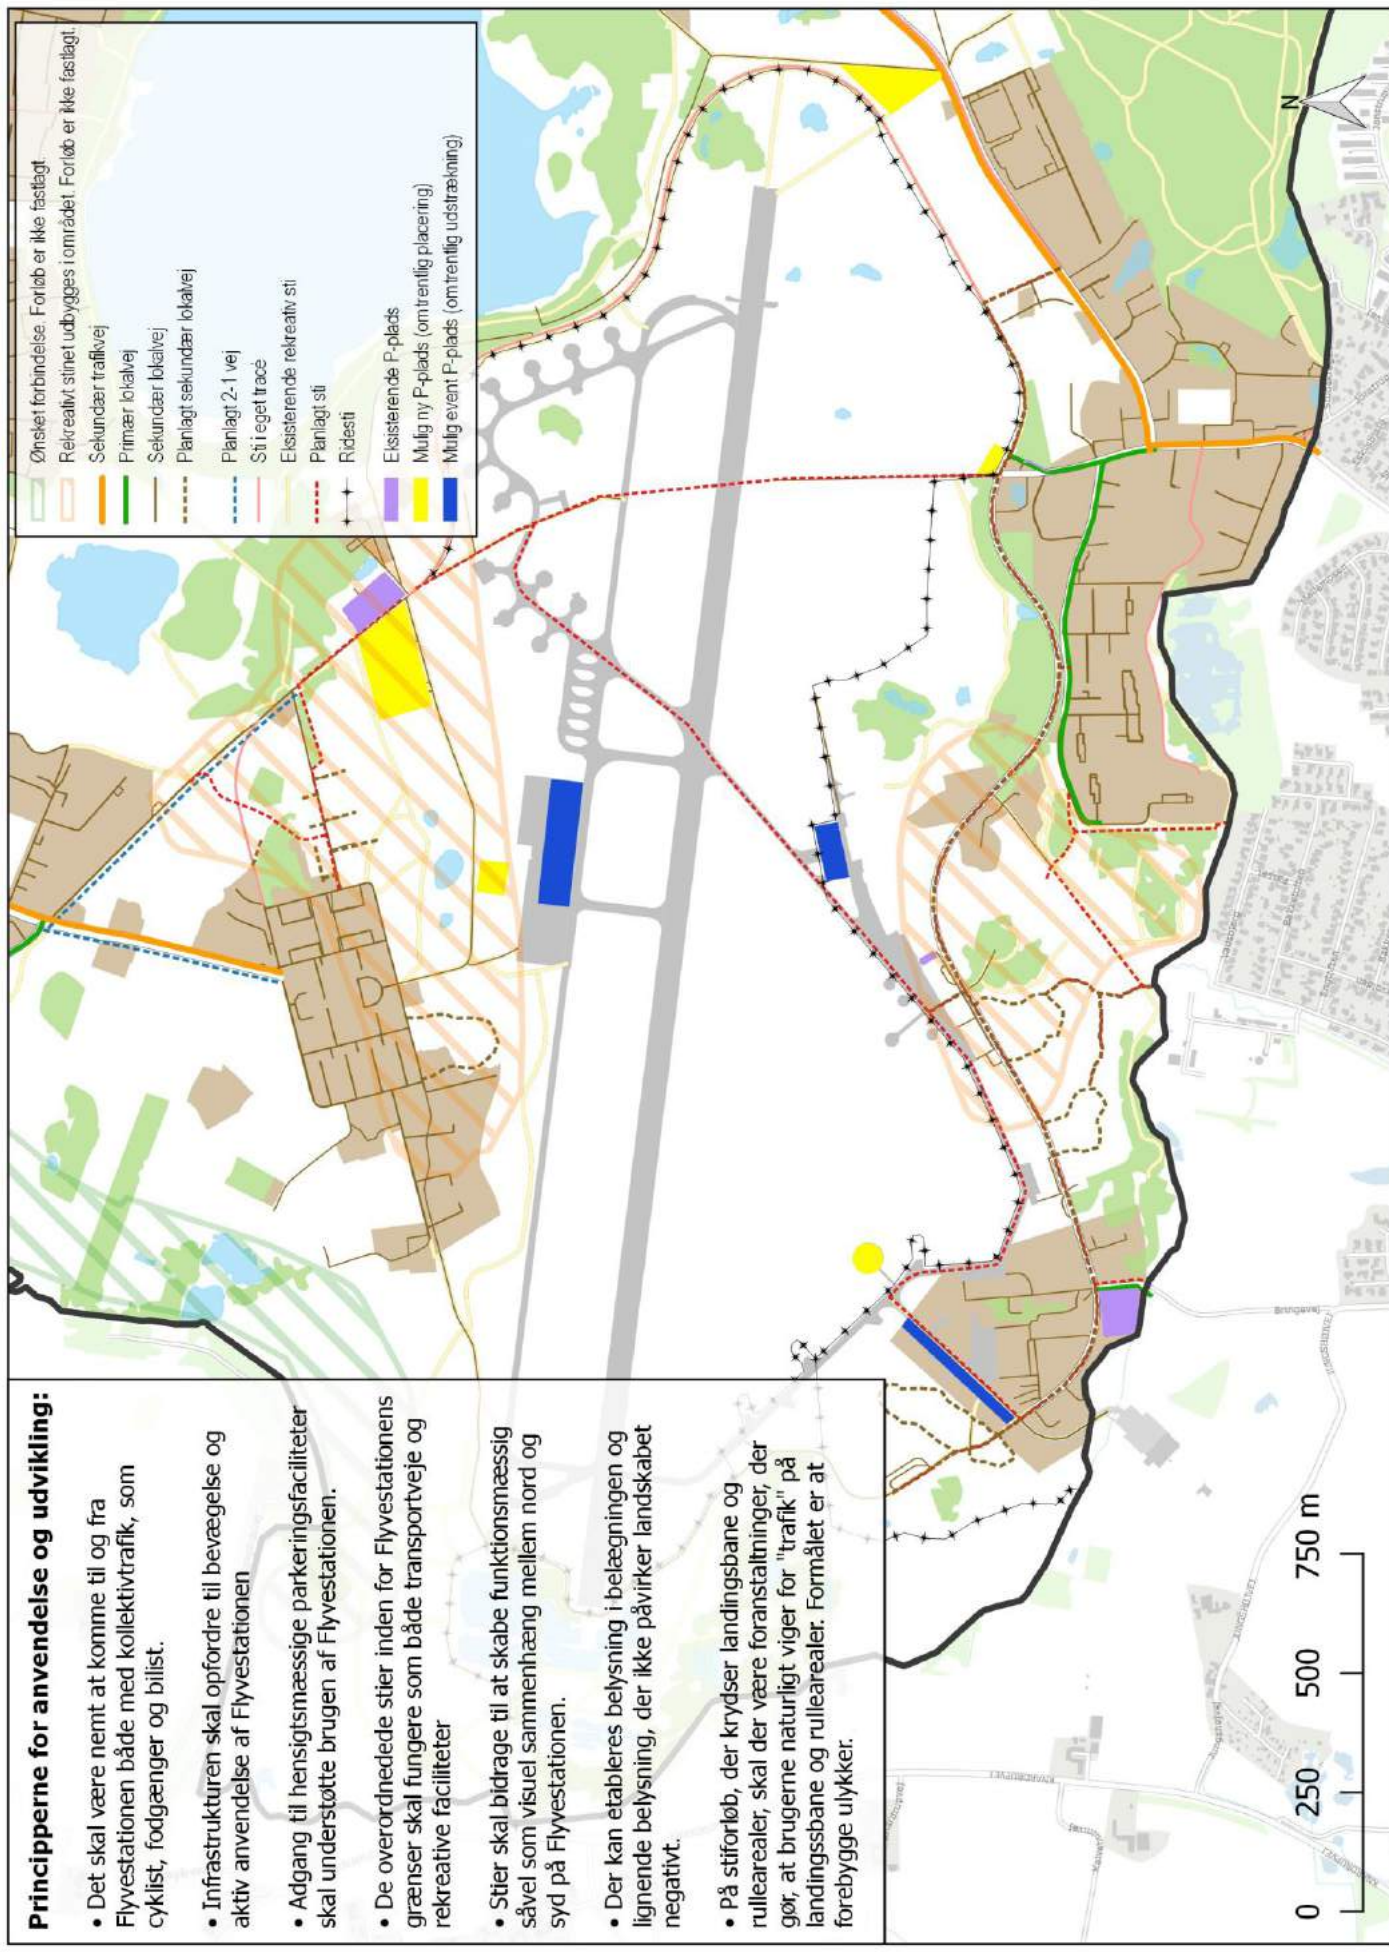 Principperne for anvendelse og udvikling:
• Det skal være nemt at komme til og fra
Flyvestationen både med kollektivtrafik, som
cyklist, fodgænger og bilist.
• Infrastrukturen skal opfordre til bevægelse og
aktiv anvendelse af Flyvestationen
• Adgang til hensigtsmæssige parkeringsfaciliteter
skal understøtte brugen af Flyvestationen.
• De overordnedede stier inden for Flyvestationens
grænser skal fungere som både transportveje og
rekreative faciliteter
• Stier skal bidrage til at skabe funktionsmæssig
såvel som visuel sammenhæng mellem nord og
syd på Flyvestationen.
• Der kan etableres belysning i belægningen og
lignende belysning, der ikke påvirker landskabet
negativt.
• På stiforløb, der krydser landingsbane og
rullearealer, skal der være foranstaltninger, der
gør, at brugerne naturligt viger for "trafik" på
landingssbane og rullearealer. Formålet er at
forebygge ulykker.
Ønsket forbindelse. Forløb er ikke fastlagt.
Rekreativt stinet udbygges i området. Forløb er ikke fastlagt.
Sekundær trafikvej
Primær lokalvej
Sekundær lokalvej
Planlagt sekundær lokalvej
Planlagt 2-1 vej
Sti i eget tracé
Eksisterende rekreativ sti
Planlagt sti
Ridesti
Eksisterende P-plads
Mulig ny P-plads (omtrentlig placering)
Mulig event P-plads (omtrentlig udstrækning)
N
0 250 500 750 m